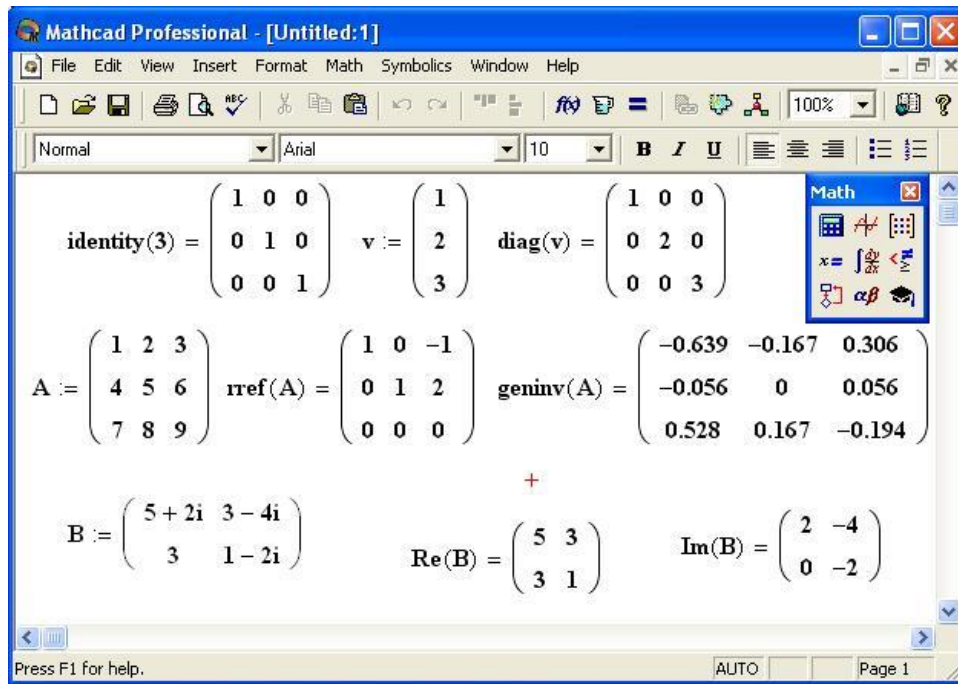 Mathcad Professional - [Untitled:1]
File Edit View Insert Format Math Symbolics Window Help
ABC f(x) = 100% ?
Normal Arial 10 B I U
Math
x= ∫ dy/dx < ≠ ≥
αβ
identity(3) = ( 1 0 0
0 1 0
0 0 1 )
v := ( 1
2
3 )
diag(v) = ( 1 0 0
0 2 0
0 0 3 )
A := ( 1 2 3
4 5 6
7 8 9 )
rref(A) = ( 1 0 −1
0 1 2
0 0 0 )
geninv(A) = ( −0.639 −0.167 0.306
−0.056 0 0.056
0.528 0.167 −0.194 )
+
B := ( 5 + 2i 3 − 4i
3 1 − 2i )
Re(B) = ( 5 3
3 1 )
Im(B) = ( 2 −4
0 −2 )
Press F1 for help. AUTO Page 1